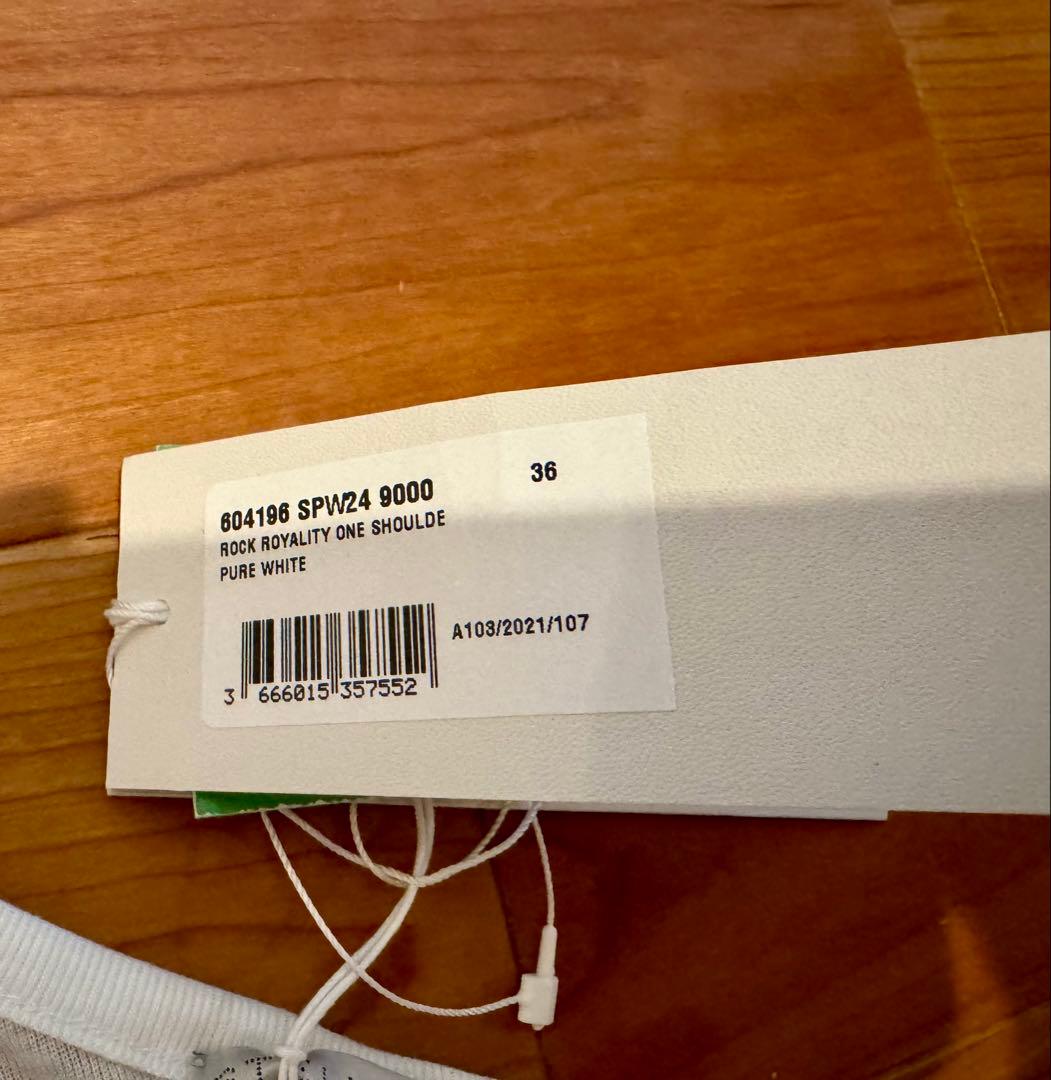 604196 SPW24 9000 36
ROCK ROYALITY ONE SHOULDE
PURE WHITE
A103/2021/107
3 666015 357552